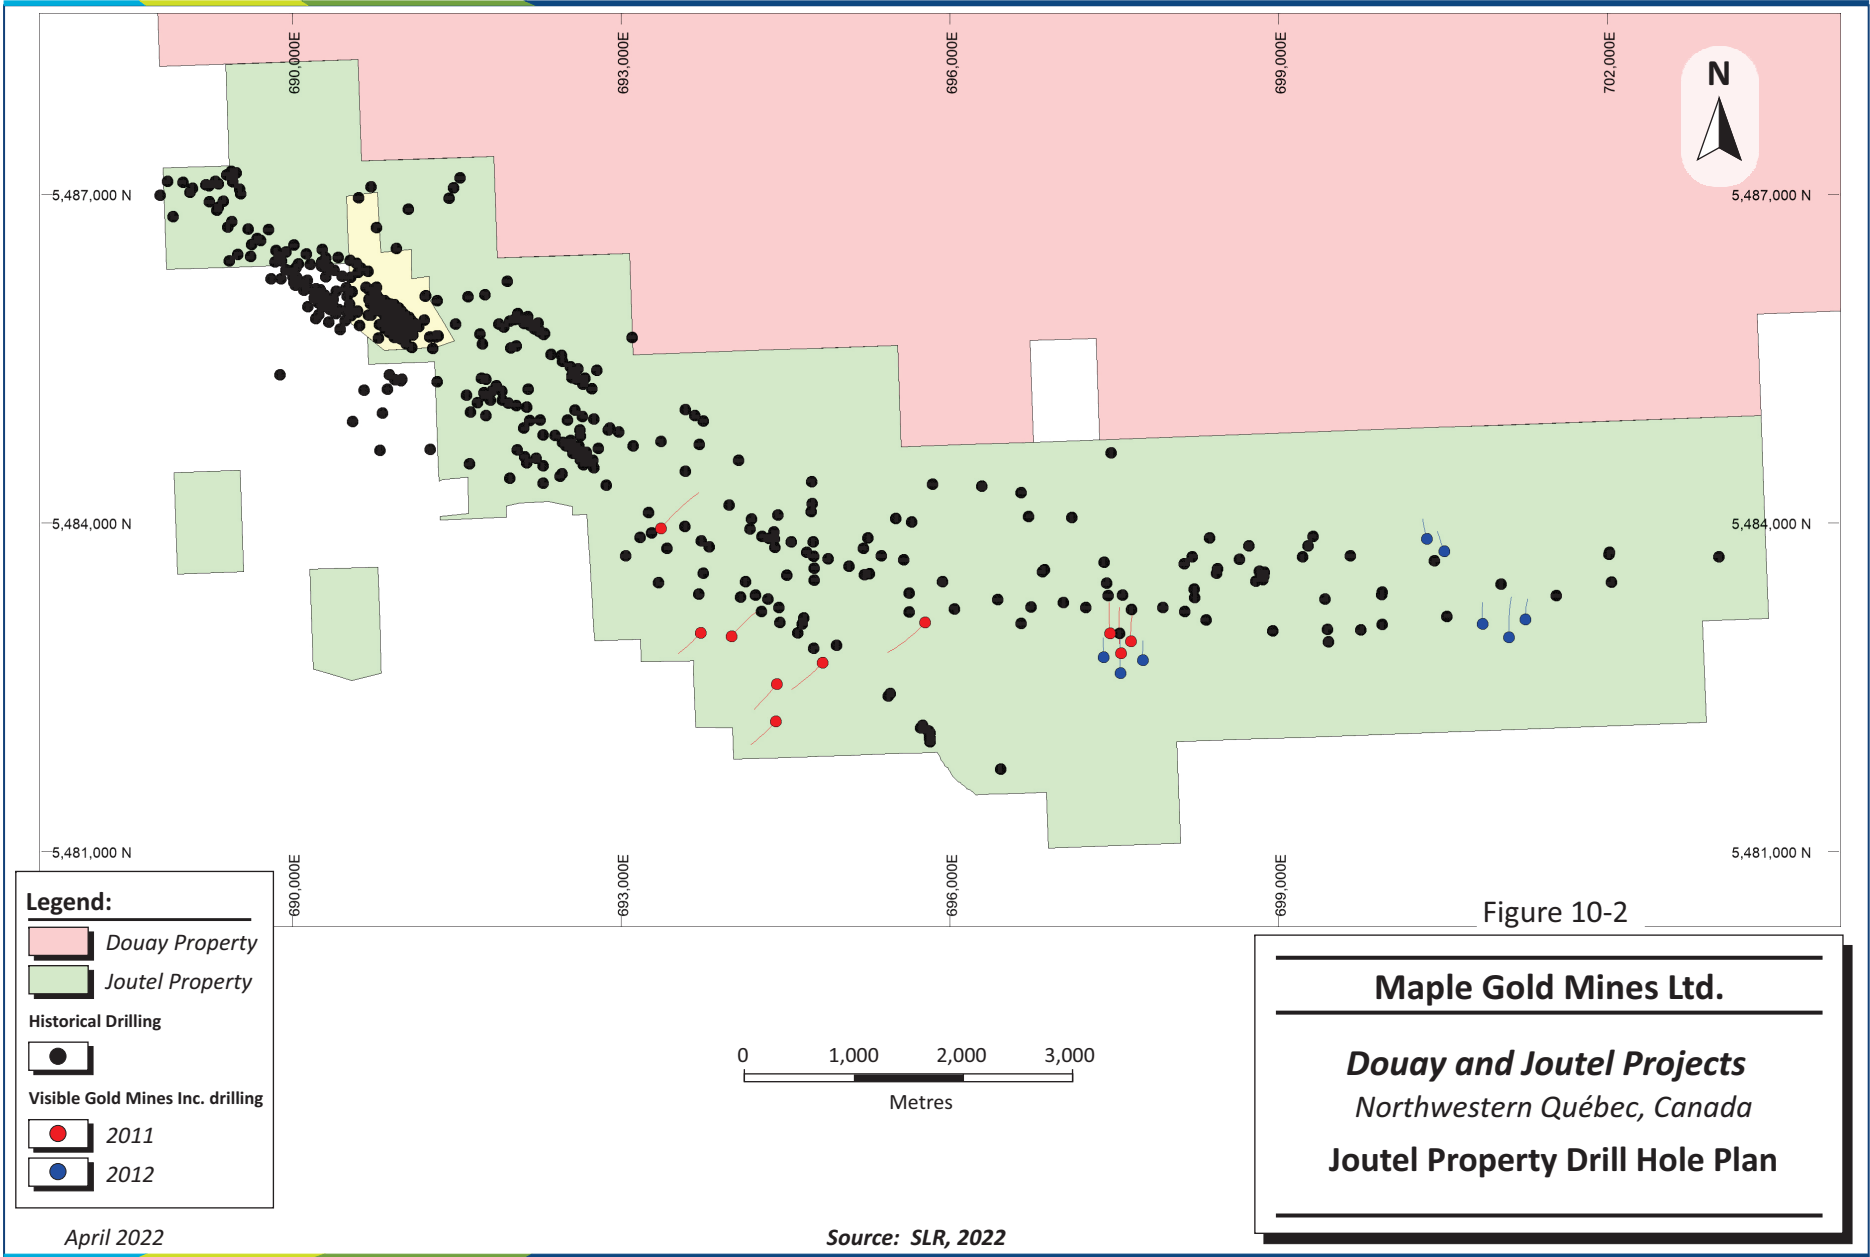 690,000E
693,000E
696,000E
699,000E
702,000E
N
5,487,000 N
5,487,000 N
5,484,000 N
5,484,000 N
5,481,000 N
5,481,000 N
690,000E
693,000E
696,000E
699,000E
Legend:
Douay Property
Joutel Property
Historical Drilling
Visible Gold Mines Inc. drilling
2011
2012
0 1,000 2,000 3,000
Metres
Figure 10-2
Maple Gold Mines Ltd.
Douay and Joutel Projects
Northwestern Québec, Canada
Joutel Property Drill Hole Plan
April 2022
Source: SLR, 2022